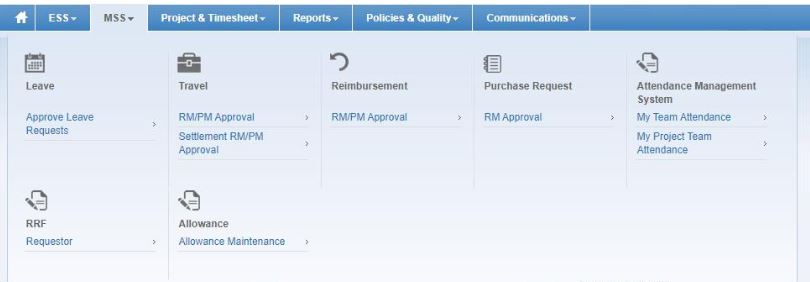 ESS MSS Project & Timesheet Reports Policies & Quality Communications
Leave Travel Reimbursement Purchase Request Attendance Management
System
Approve Leave RM/PM Approval RM/PM Approval RM Approval My Team Attendance
Requests Settlement RM/PM My Project Team
Approval Attendance
RRF Allowance
Requestor Allowance Maintenance